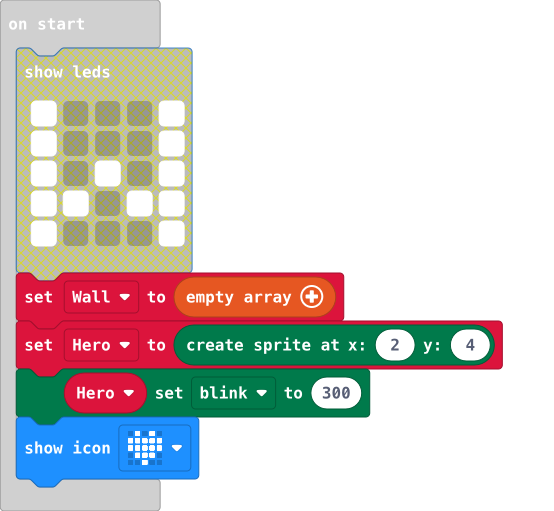 on start
show leds
set Wall to empty array
set Hero to create sprite at x: 2 y: 4
Hero set blink to 300
show icon